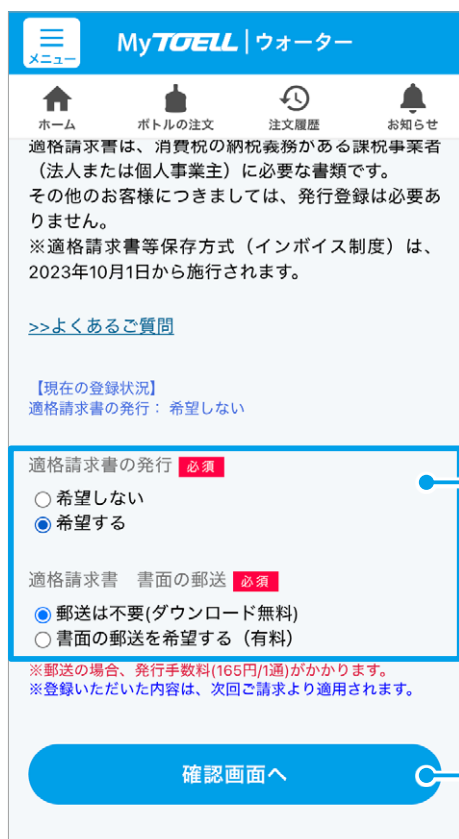 メニュー
My TOELL | ウォーター
ホーム
ボトルの注文
注文履歴
お知らせ
適格請求書は、消費税の納税義務がある課税事業者
（法人または個人事業主）に必要な書類です。
その他のお客様につきましては、発行登録は必要あ
りません。
※適格請求書等保存方式（インボイス制度）は、
2023年10月1日から施行されます。
>>よくあるご質問
【現在の登録状況】
適格請求書の発行： 希望しない
適格請求書の発行 必須
希望しない
希望する
適格請求書　書面の郵送 必須
郵送は不要(ダウンロード無料)
書面の郵送を希望する（有料）
※郵送の場合、発行手数料(165円/1通)がかかります。
※登録いただいた内容は、次回ご請求より適用されます。
確認画面へ